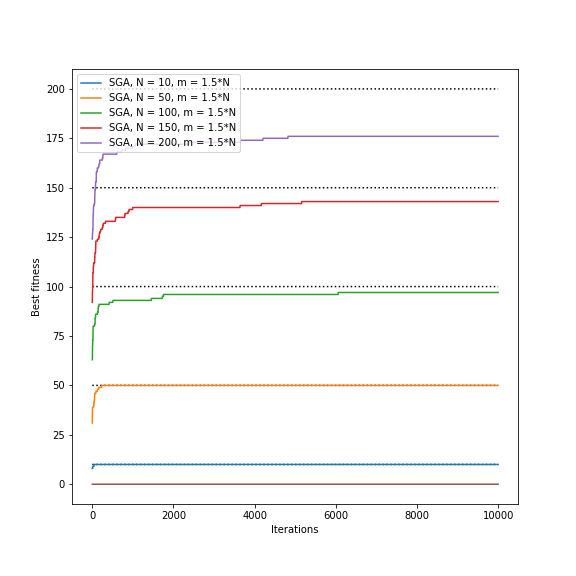 SGA, N = 10, m = 1.5*N
SGA, N = 50, m = 1.5*N
SGA, N = 100, m = 1.5*N
SGA, N = 150, m = 1.5*N
SGA, N = 200, m = 1.5*N
200
175
150
125
100
75
50
25
0
Best fitness
0 2000 4000 6000 8000 10000
Iterations